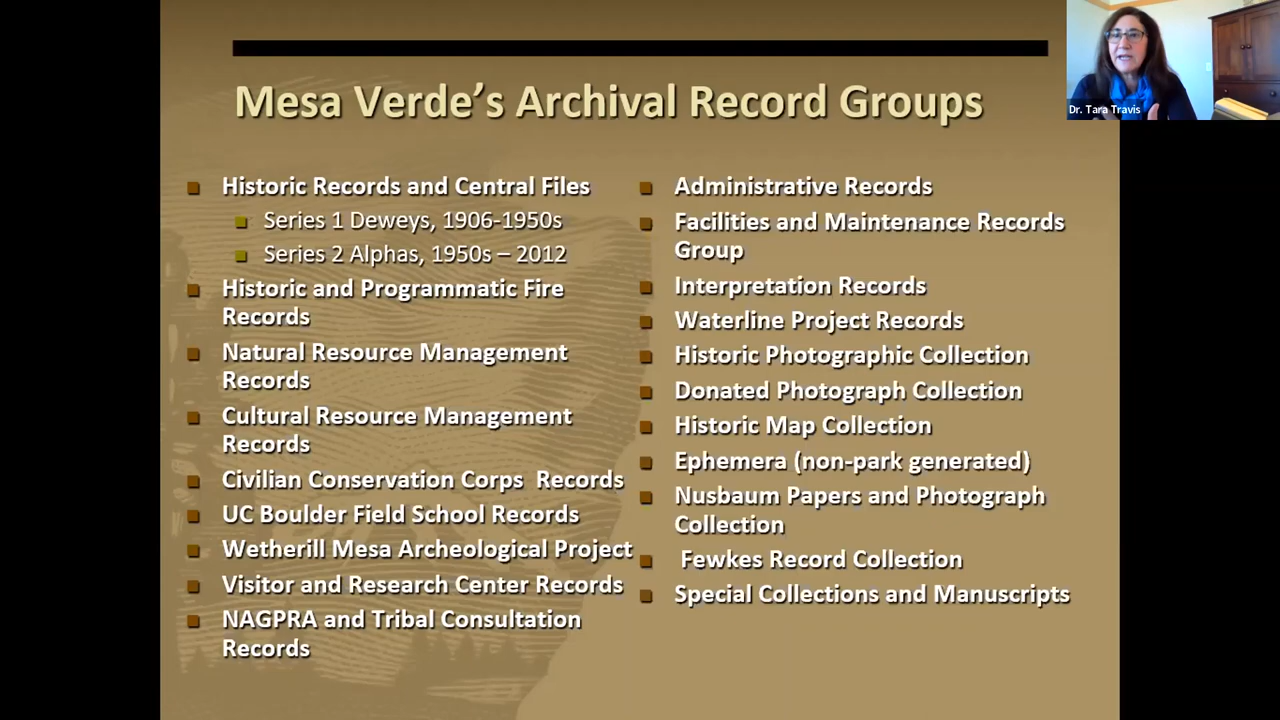 Mesa Verde's Archival Record Groups
Dr. Tara Travis
Historic Records and Central Files
Series 1 Deweys, 1906-1950s
Series 2 Alphas, 1950s – 2012
Historic and Programmatic Fire
Records
Natural Resource Management
Records
Cultural Resource Management
Records
Civilian Conservation Corps Records
UC Boulder Field School Records
Wetherill Mesa Archeological Project
Visitor and Research Center Records
NAGPRA and Tribal Consultation
Records
Administrative Records
Facilities and Maintenance Records
Group
Interpretation Records
Waterline Project Records
Historic Photographic Collection
Donated Photograph Collection
Historic Map Collection
Ephemera (non-park generated)
Nusbaum Papers and Photograph
Collection
Fewkes Record Collection
Special Collections and Manuscripts